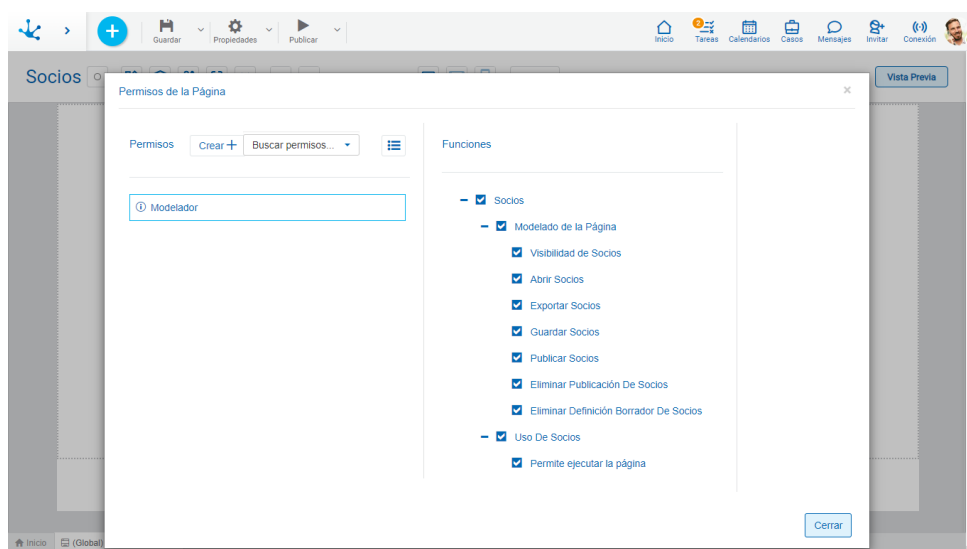 Guardar
Propiedades
Publicar
Inicio
2
Tareas
Calendarios
Casos
Mensajes
Invitar
Conexión
Socios
Vista Previa
Permisos de la Página
×
Permisos
Crear +
Buscar permisos...
Funciones
Modelador
Socios
Modelado de la Página
Visibilidad de Socios
Abrir Socios
Exportar Socios
Guardar Socios
Publicar Socios
Eliminar Publicación De Socios
Eliminar Definición Borrador De Socios
Uso De Socios
Permite ejecutar la página
Cerrar
Inicio
(Global)